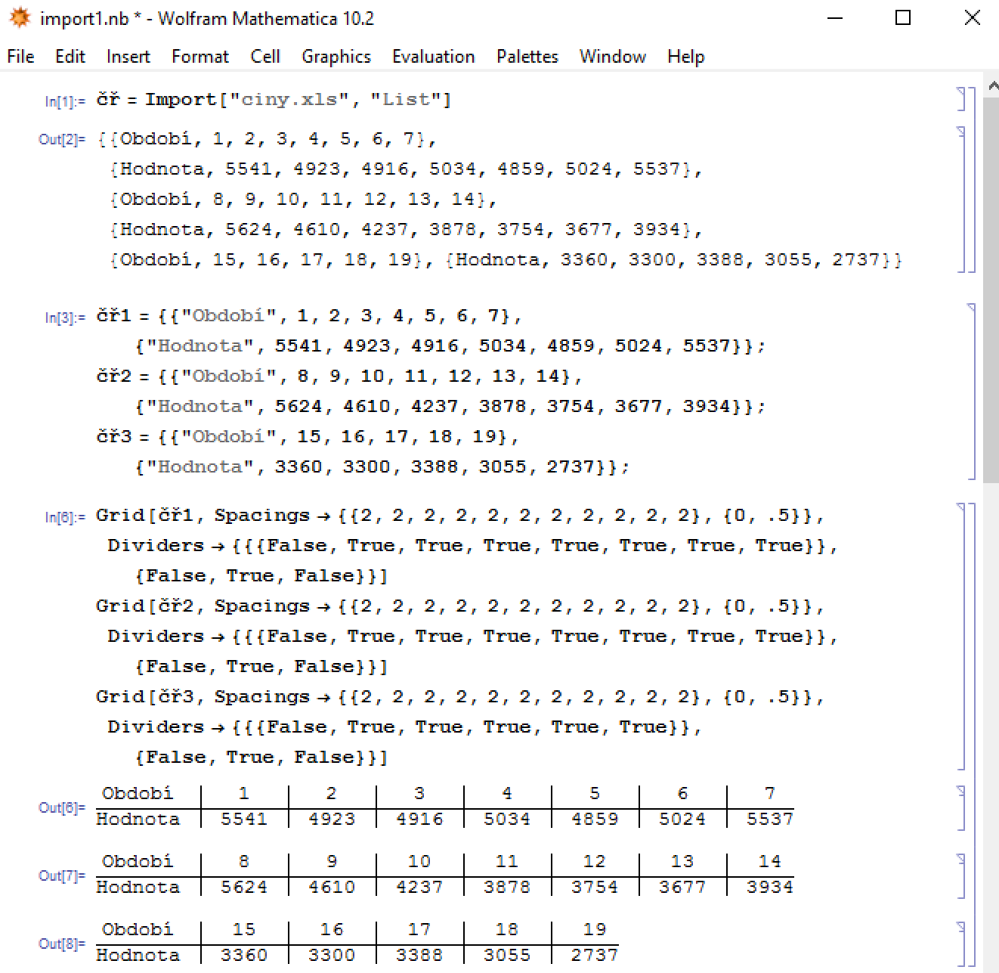 import1.nb * - Wolfram Mathematica 10.2
File Edit Insert Format Cell Graphics Evaluation Palettes Window Help
In[1]:= čř = Import["ciny.xls", "List"]
Out[2]= {{Období, 1, 2, 3, 4, 5, 6, 7},
{Hodnota, 5541, 4923, 4916, 5034, 4859, 5024, 5537},
{Období, 8, 9, 10, 11, 12, 13, 14},
{Hodnota, 5624, 4610, 4237, 3878, 3754, 3677, 3934},
{Období, 15, 16, 17, 18, 19}, {Hodnota, 3360, 3300, 3388, 3055, 2737}}
In[3]:= čř1 = {{"Období", 1, 2, 3, 4, 5, 6, 7},
{"Hodnota", 5541, 4923, 4916, 5034, 4859, 5024, 5537}};
čř2 = {{"Období", 8, 9, 10, 11, 12, 13, 14},
{"Hodnota", 5624, 4610, 4237, 3878, 3754, 3677, 3934}};
čř3 = {{"Období", 15, 16, 17, 18, 19},
{"Hodnota", 3360, 3300, 3388, 3055, 2737}};
In[6]:= Grid[čř1, Spacings → {{2, 2, 2, 2, 2, 2, 2, 2, 2, 2, 2}, {0, .5}},
Dividers → {{{False, True, True, True, True, True, True, True}},
{False, True, False}}]
Grid[čř2, Spacings → {{2, 2, 2, 2, 2, 2, 2, 2, 2, 2, 2}, {0, .5}},
Dividers → {{{False, True, True, True, True, True, True, True}},
{False, True, False}}]
Grid[čř3, Spacings → {{2, 2, 2, 2, 2, 2, 2, 2, 2, 2, 2}, {0, .5}},
Dividers → {{{False, True, True, True, True, True}},
{False, True, False}}]
Out[6]= Období 1 2 3 4 5 6 7
Hodnota 5541 4923 4916 5034 4859 5024 5537
Out[7]= Období 8 9 10 11 12 13 14
Hodnota 5624 4610 4237 3878 3754 3677 3934
Out[8]= Období 15 16 17 18 19
Hodnota 3360 3300 3388 3055 2737